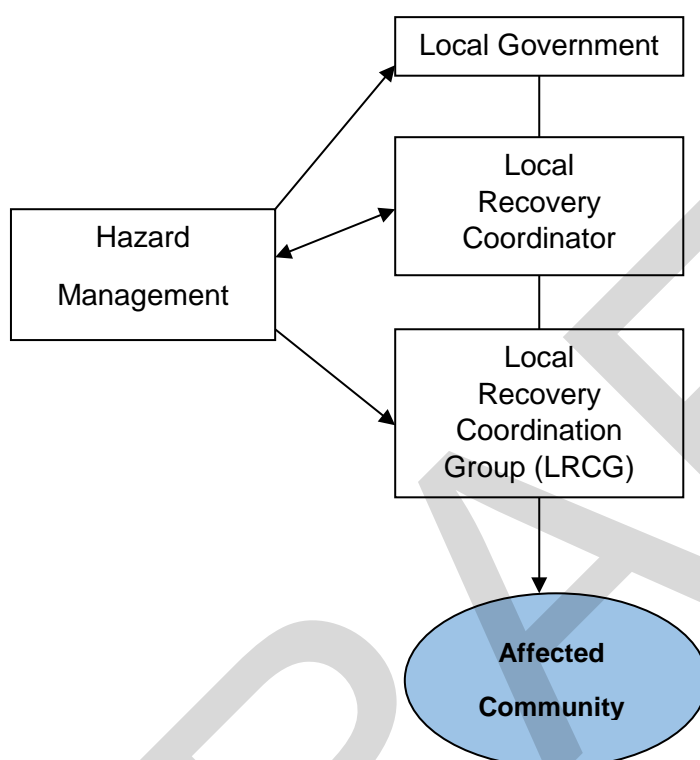 Local Government
Local
Recovery
Coordinator
Hazard
Management
Local
Recovery
Coordination
Group (LRCG)
Affected
Community